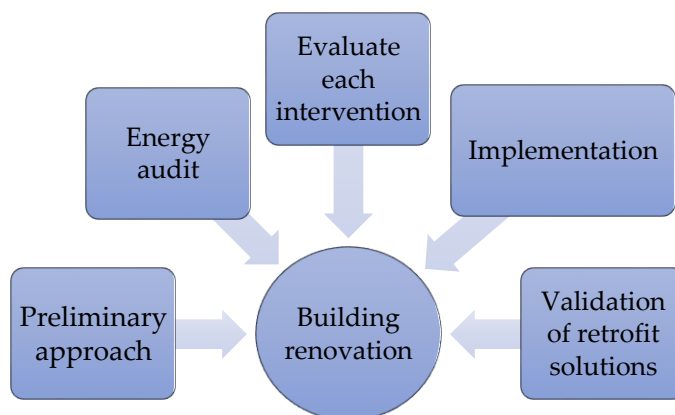 Evaluate
each
intervention
Energy
audit
Implementation
Preliminary
approach
Building
renovation
Validation
of retrofit
solutions